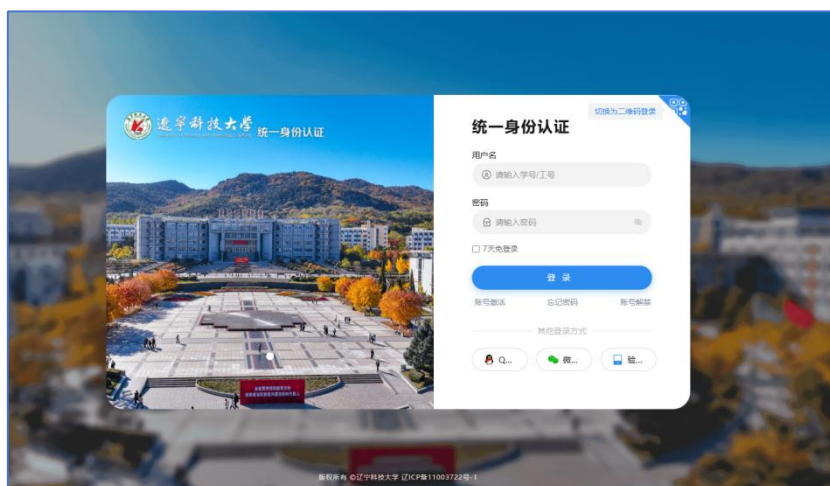 辽宁科技大学 统一身份认证
切换为二维码登录
统一身份认证
用户名
请输入学号/工号
密码
请输入密码
7天免登录
登 录
账号激活 忘记密码 账号解禁
其他登录方式
Q... 微... 验...
版权所有 ©辽宁科技大学 辽ICP备11003722号-1